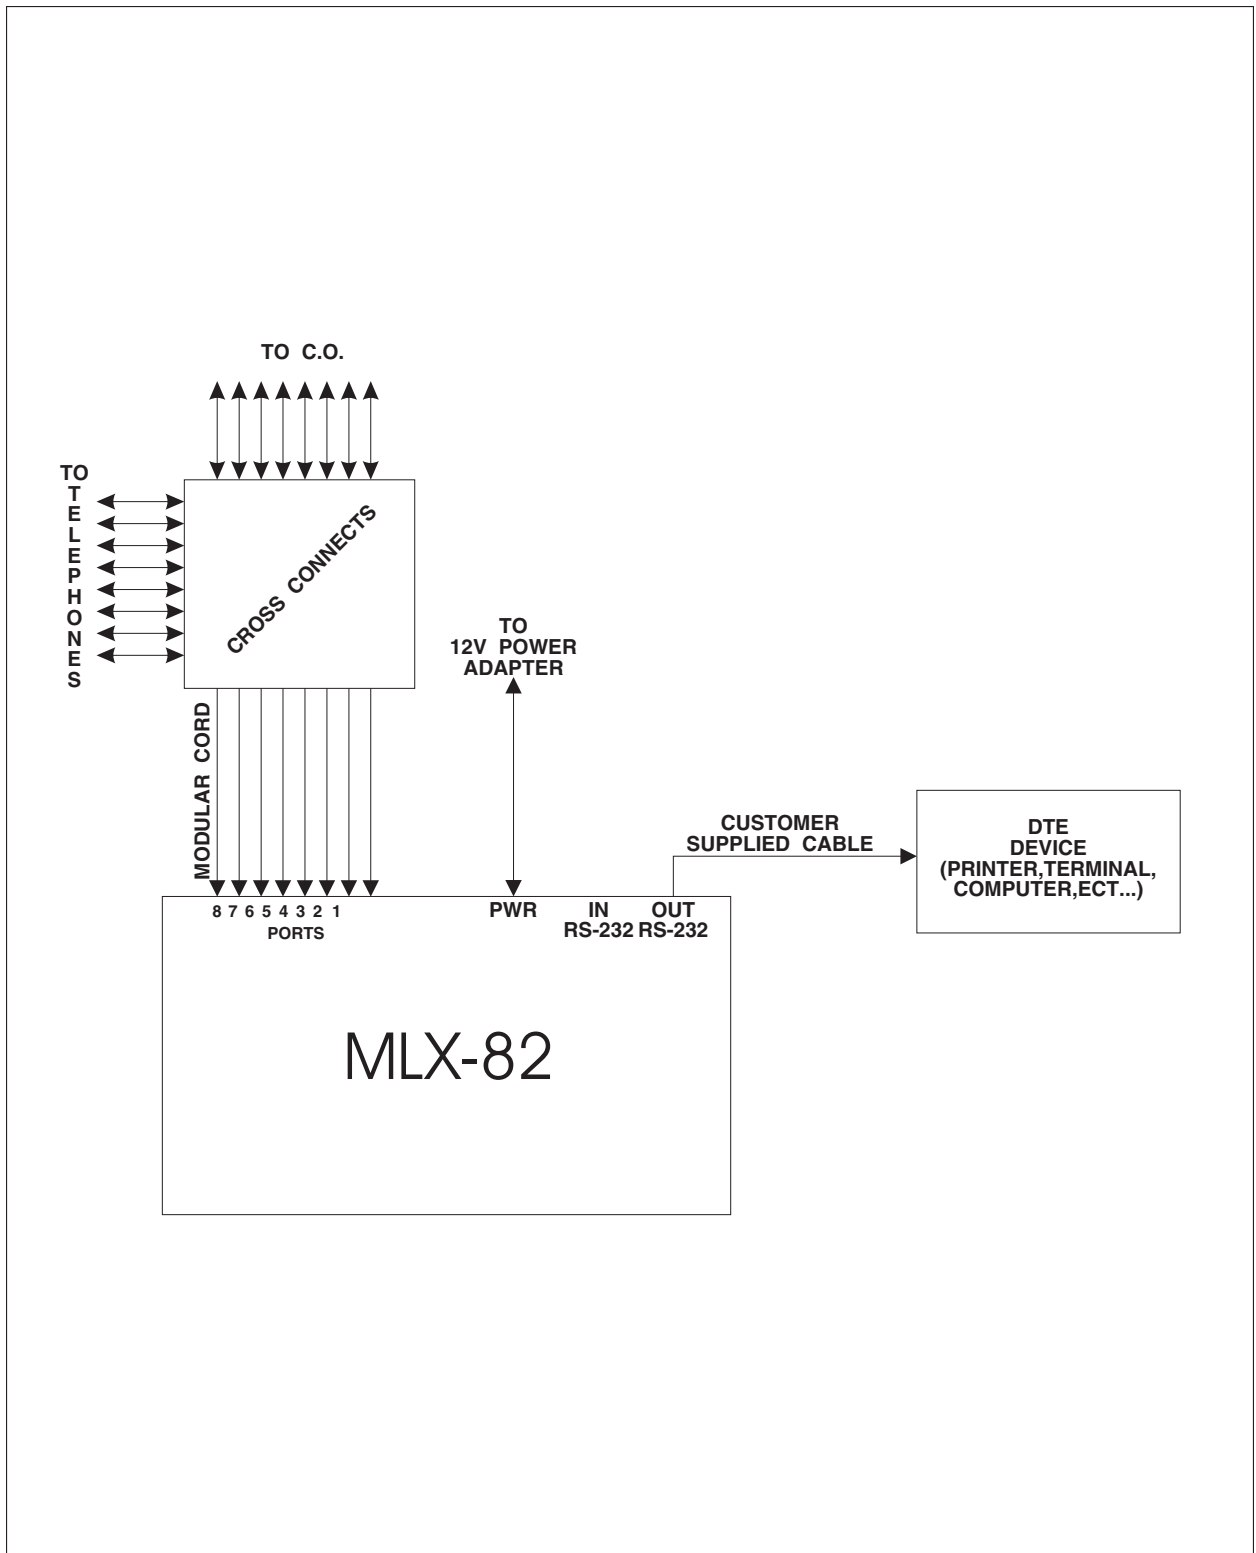 TO C.O.
TO
T
E
L
E
P
H
O
N
E
S
CROSS CONNECTS
TO
12V POWER
ADAPTER
MODULAR CORD
CUSTOMER
SUPPLIED CABLE
DTE
DEVICE
(PRINTER,TERMINAL,
COMPUTER,ECT...)
8 7 6 5 4 3 2 1
PORTS
PWR
IN
RS-232
OUT
RS-232
MLX-82